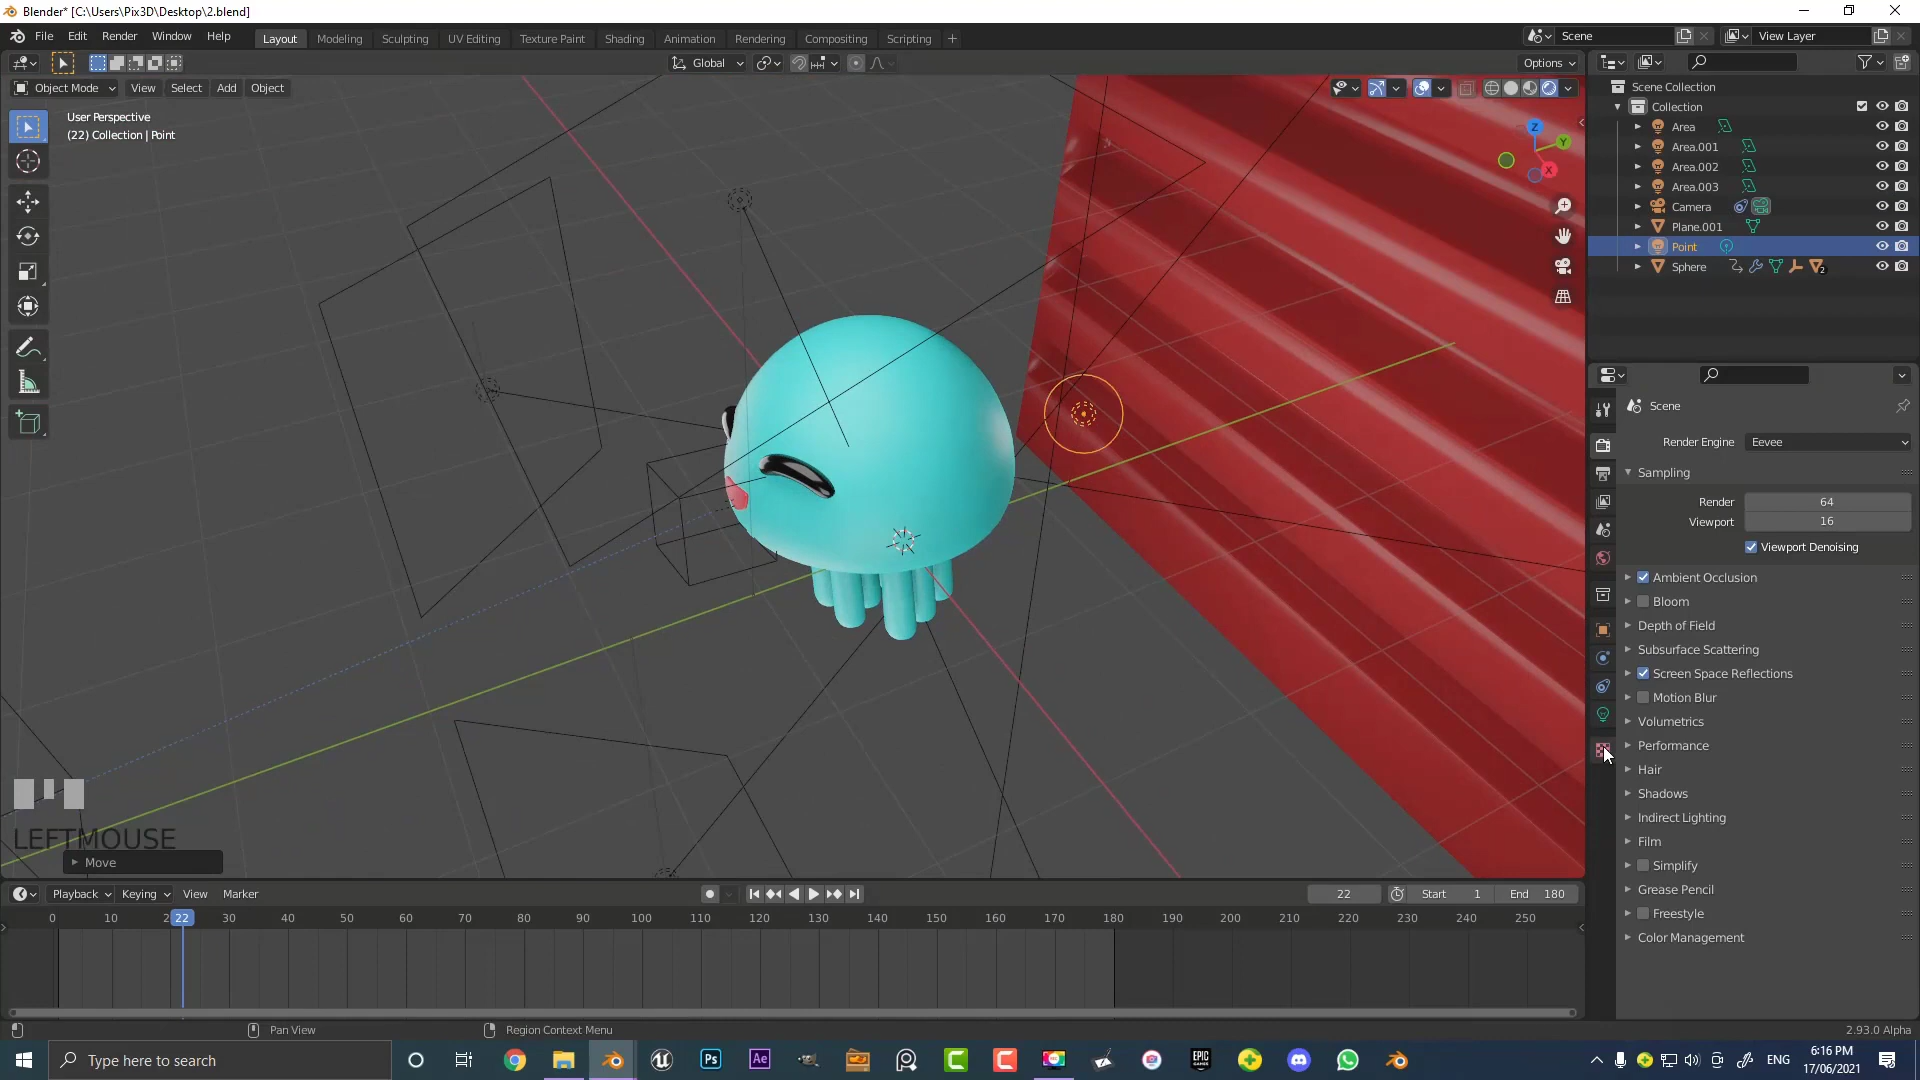 Blender* [C:\Users\Pix3D\Desktop\2.blend]
File Edit Render Window Help
Layout Modeling Sculpting UV Editing Texture Paint Shading Animation Rendering Compositing Scripting
Scene View Layer
Global Options
Object Mode View Select Add Object
User Perspective
(22) Collection | Point
Z
Y
X
Scene Collection
Collection
Area
Area.001
Area.002
Area.003
Camera
Plane.001
Point
Sphere 2
Scene
Render Engine Eevee
Sampling
Render 64
Viewport 16
Viewport Denoising
Ambient Occlusion
Bloom
Depth of Field
Subsurface Scattering
Screen Space Reflections
Motion Blur
Volumetrics
Performance
Hair
Shadows
Indirect Lighting
Film
Simplify
Grease Pencil
Freestyle
Color Management
LEFTMOUSE
Move
Playback Keying View Marker 22 Start 1 End 180
0 10 2 22 30 40 50 60 70 80 90 100 110 120 130 140 150 160 170 180 190 200 210 220 230 240 250
Pan View Region Context Menu 2.93.0 Alpha
Type here to search
Ps Ae EPIC GAMES
ENG 6:16 PM
17/06/2021